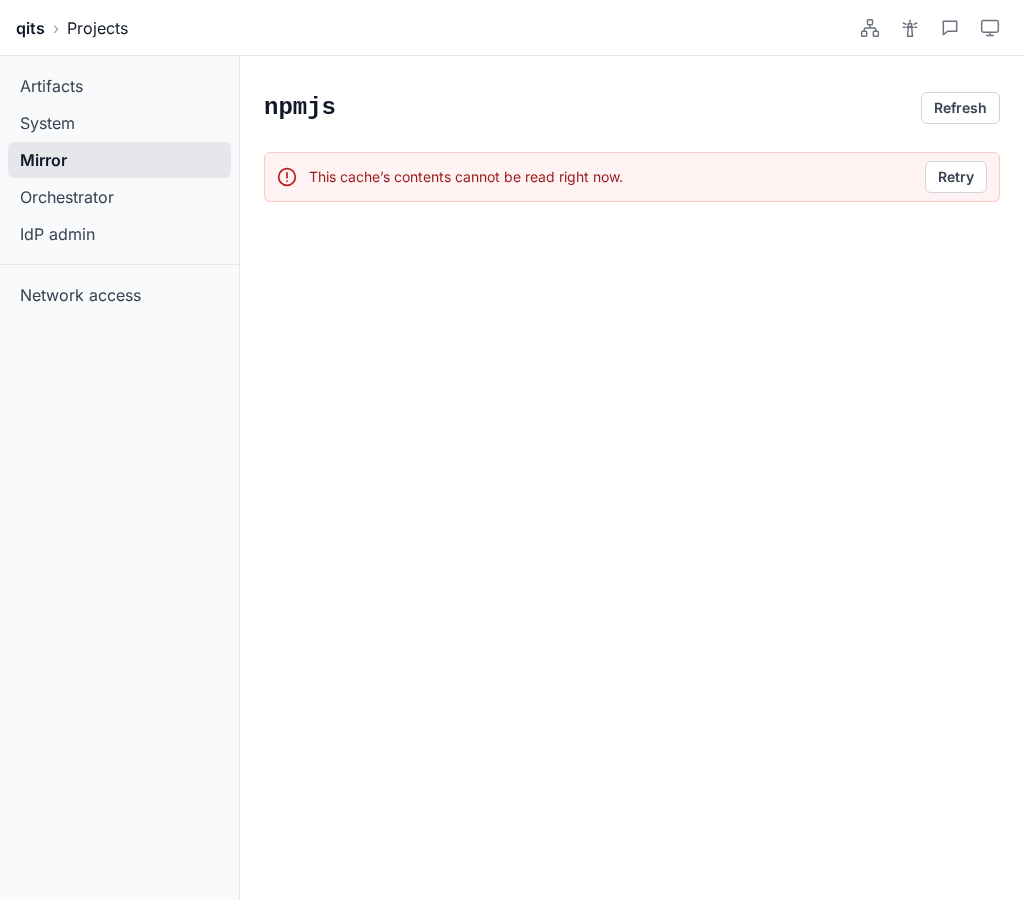 qits › Projects
Artifacts
System
Mirror
Orchestrator
IdP admin
Network access
npmjs
Refresh
This cache’s contents cannot be read right now.
Retry